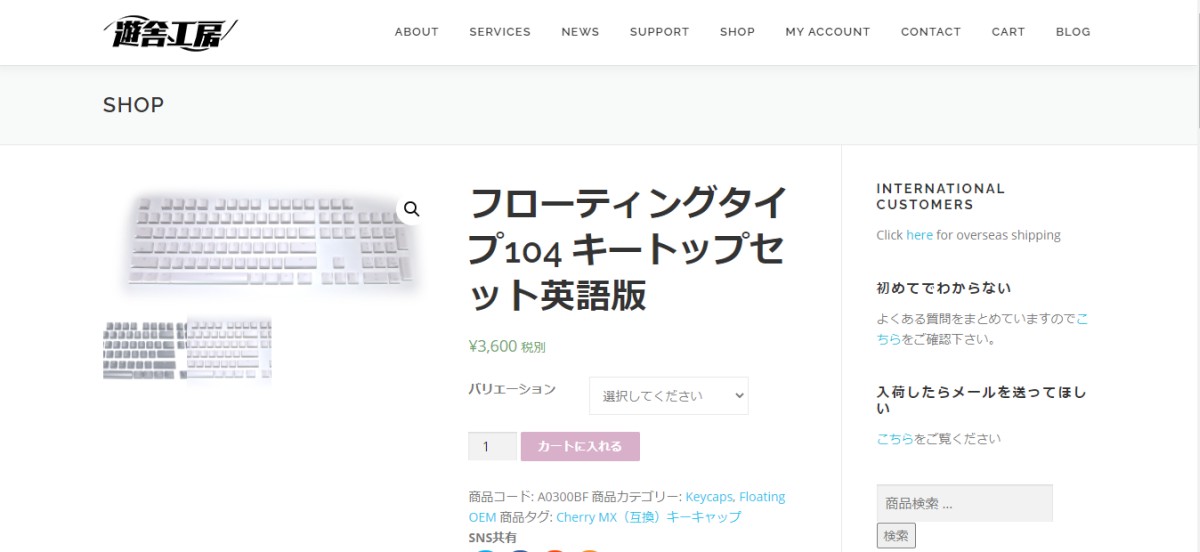 遊舎工房
ABOUT SERVICES NEWS SUPPORT SHOP MY ACCOUNT CONTACT CART BLOG
SHOP
フローティングタイ
プ104 キートップセ
ット英語版
¥3,600 税別
バリエーション
選択してください
1
カートに入れる
商品コード: A0300BF 商品カテゴリー: Keycaps, Floating
OEM 商品タグ: Cherry MX（互換）キーキャップ
SNS共有
INTERNATIONAL
CUSTOMERS
Click here for overseas shipping
初めてでわからない
よくある質問をまとめていますのでこ
ちらをご確認下さい。
入荷したらメールを送ってほし
い
こちらをご覧ください
商品検索 …
検索